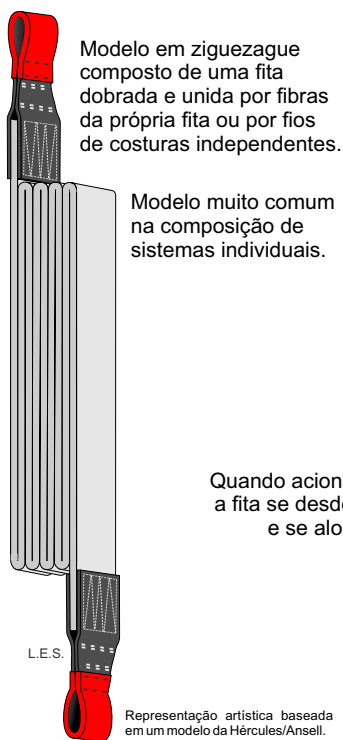 Modelo em ziguezague
composto de uma fita
dobrada e unida por fibras
da própria fita ou por fios
de costuras independentes.
Modelo muito comum
na composição de
sistemas individuais.
Quando acion
a fita se desd
e se alo
L.E.S.
Representação artística baseada
em um modelo da Hércules/Ansell.